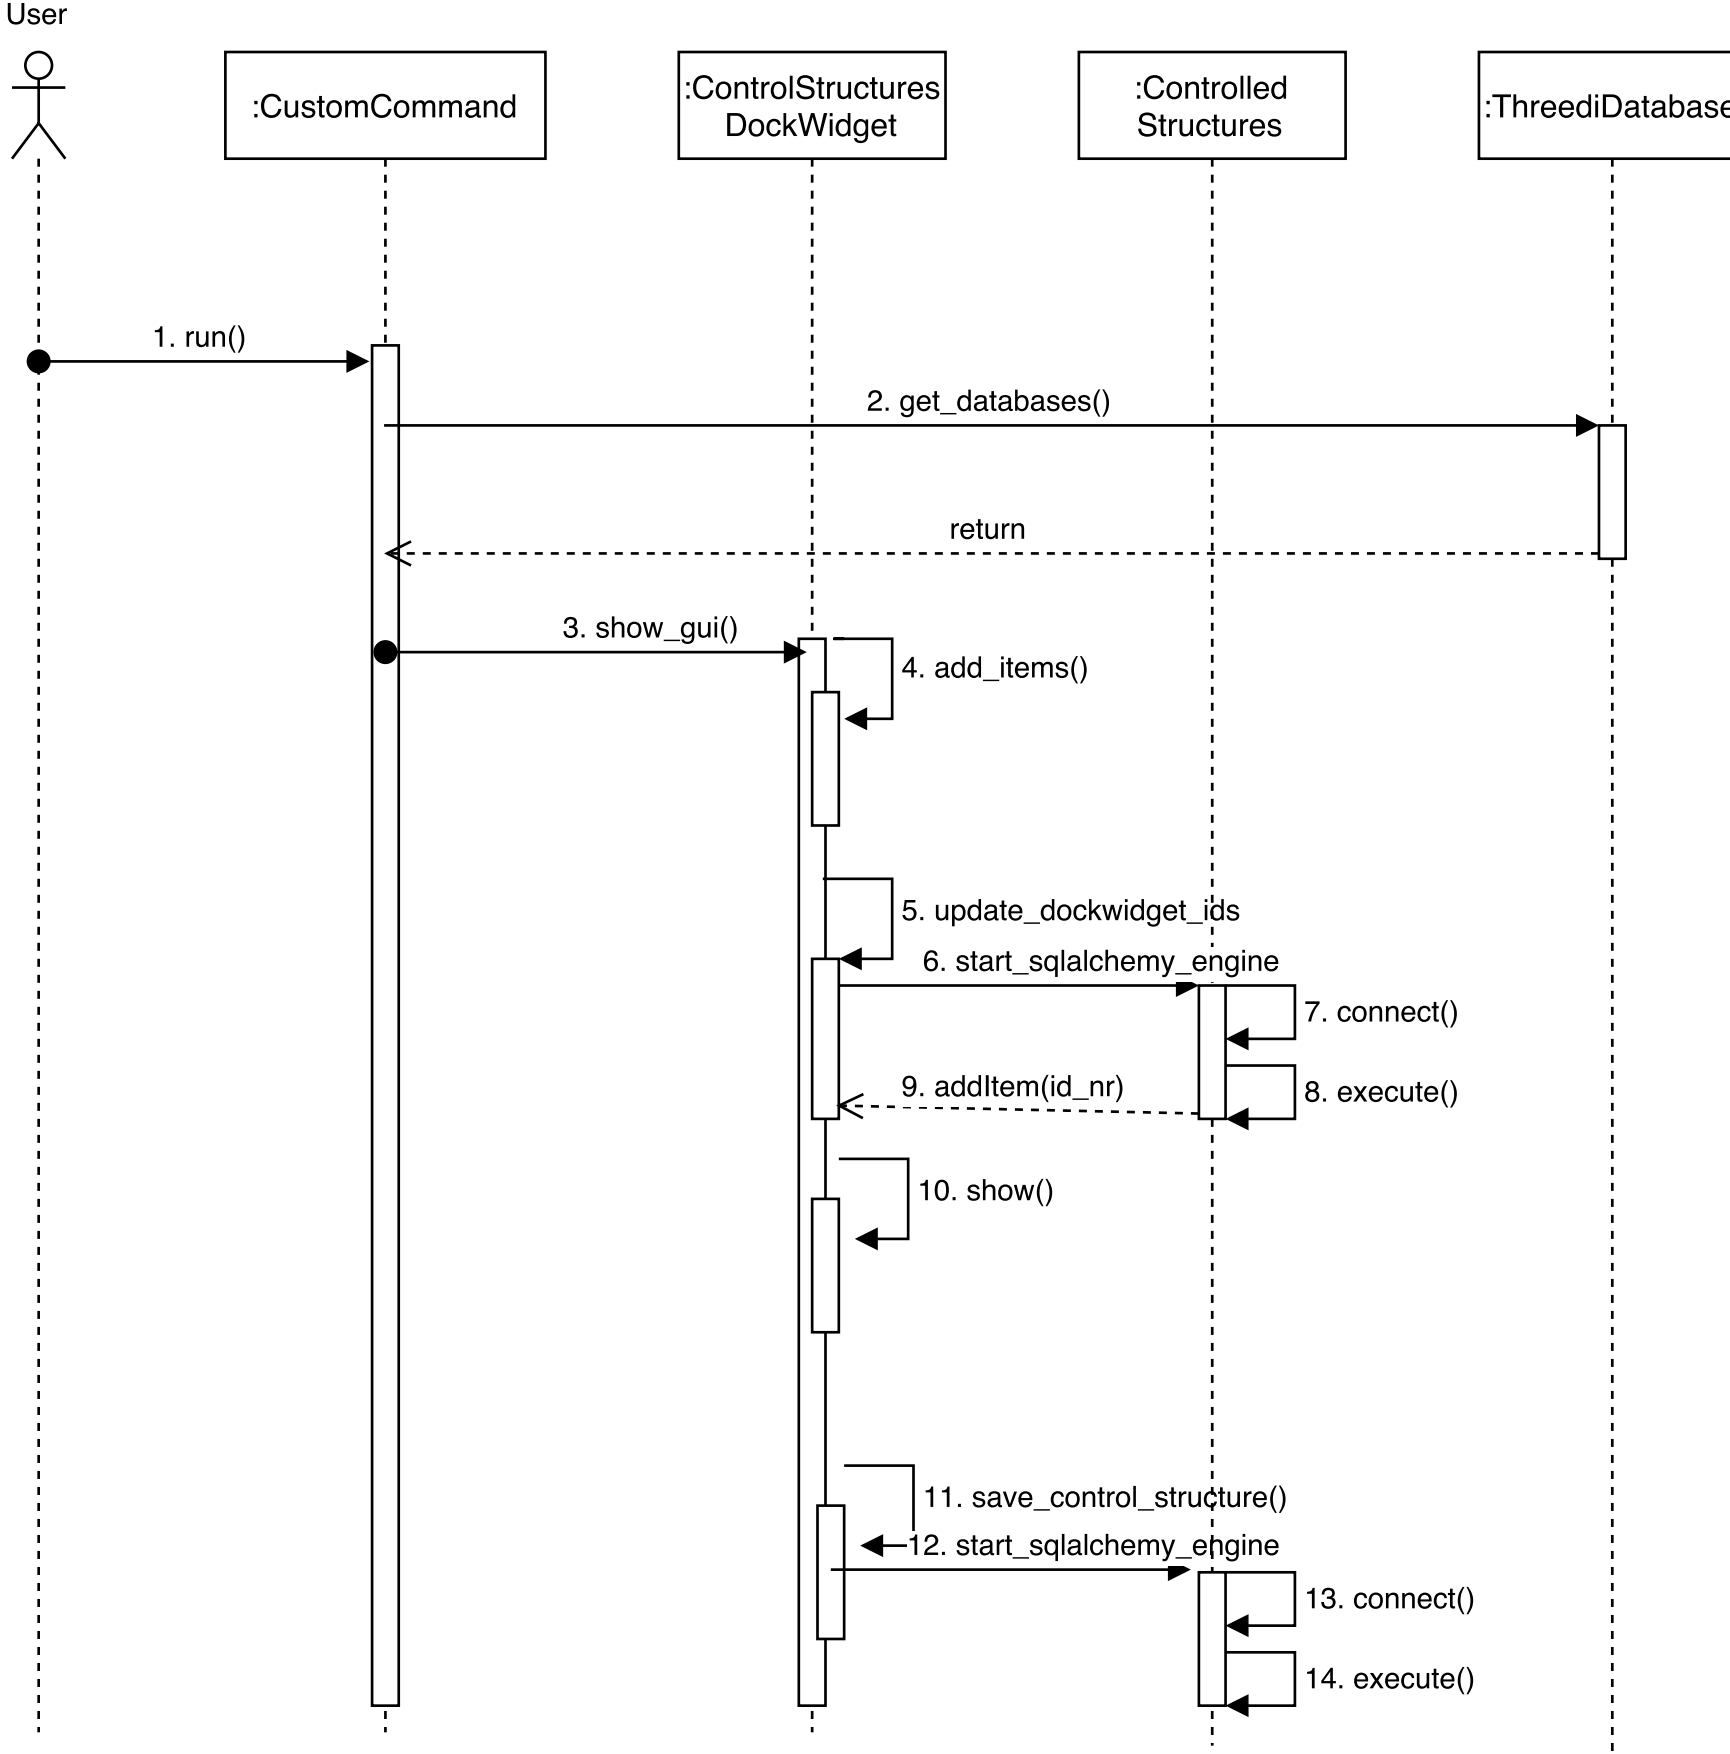 User
:CustomCommand
:ControlStructures
DockWidget
:Controlled
Structures
:ThreediDatabase
1. run()
2. get_databases()
return
3. show_gui()
4. add_items()
5. update_dockwidget_ids
6. start_sqlalchemy_engine
7. connect()
9. addItem(id_nr)
8. execute()
10. show()
11. save_control_structure()
12. start_sqlalchemy_engine
13. connect()
14. execute()